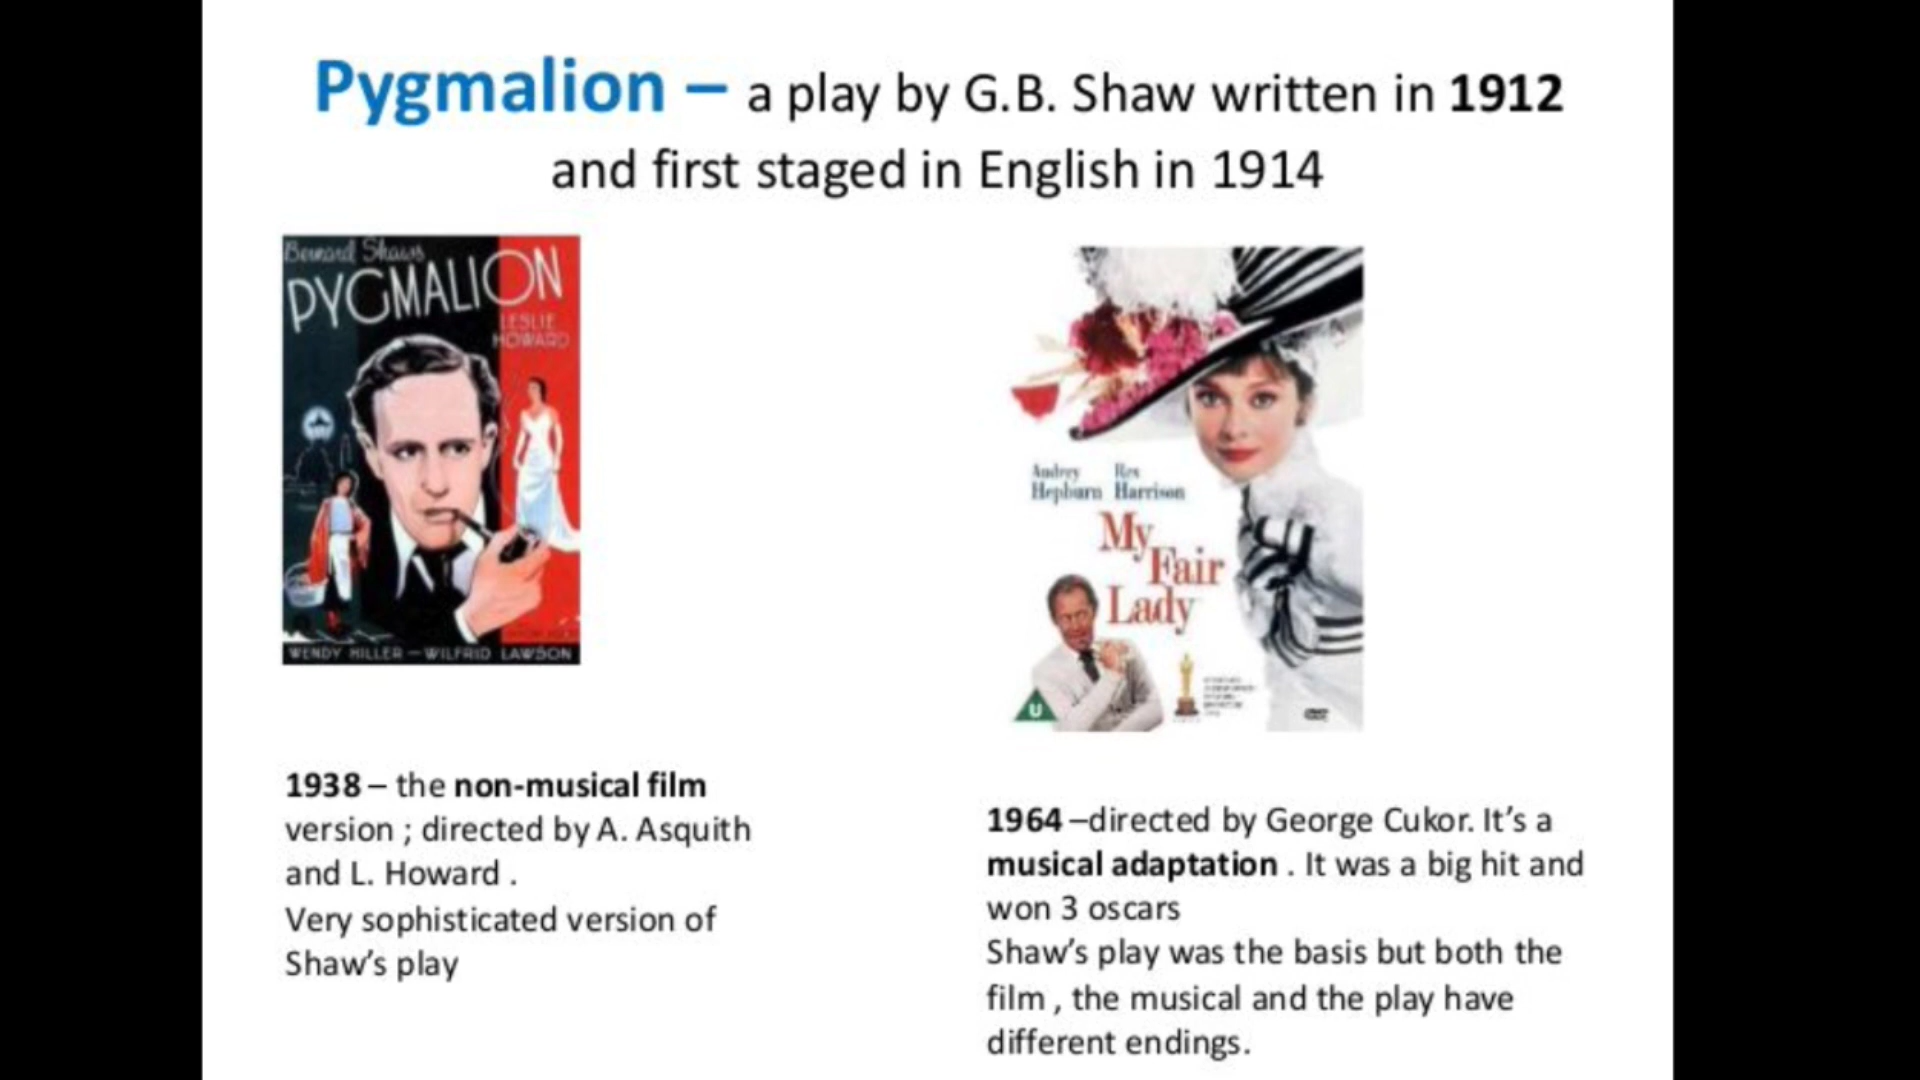 Pygmalion – a play by G.B. Shaw written in 1912
and first staged in English in 1914
Bernard Shaw's
PYGMALION
LESLIE
HOWARD
WENDY HILLER — WILFRID LAWSON
Audrey Hepburn
Rex Harrison
My
Fair
Lady
U
1938 – the non-musical film
version ; directed by A. Asquith
and L. Howard .
Very sophisticated version of
Shaw's play
1964 –directed by George Cukor. It's a
musical adaptation . It was a big hit and
won 3 oscars
Shaw's play was the basis but both the
film , the musical and the play have
different endings.